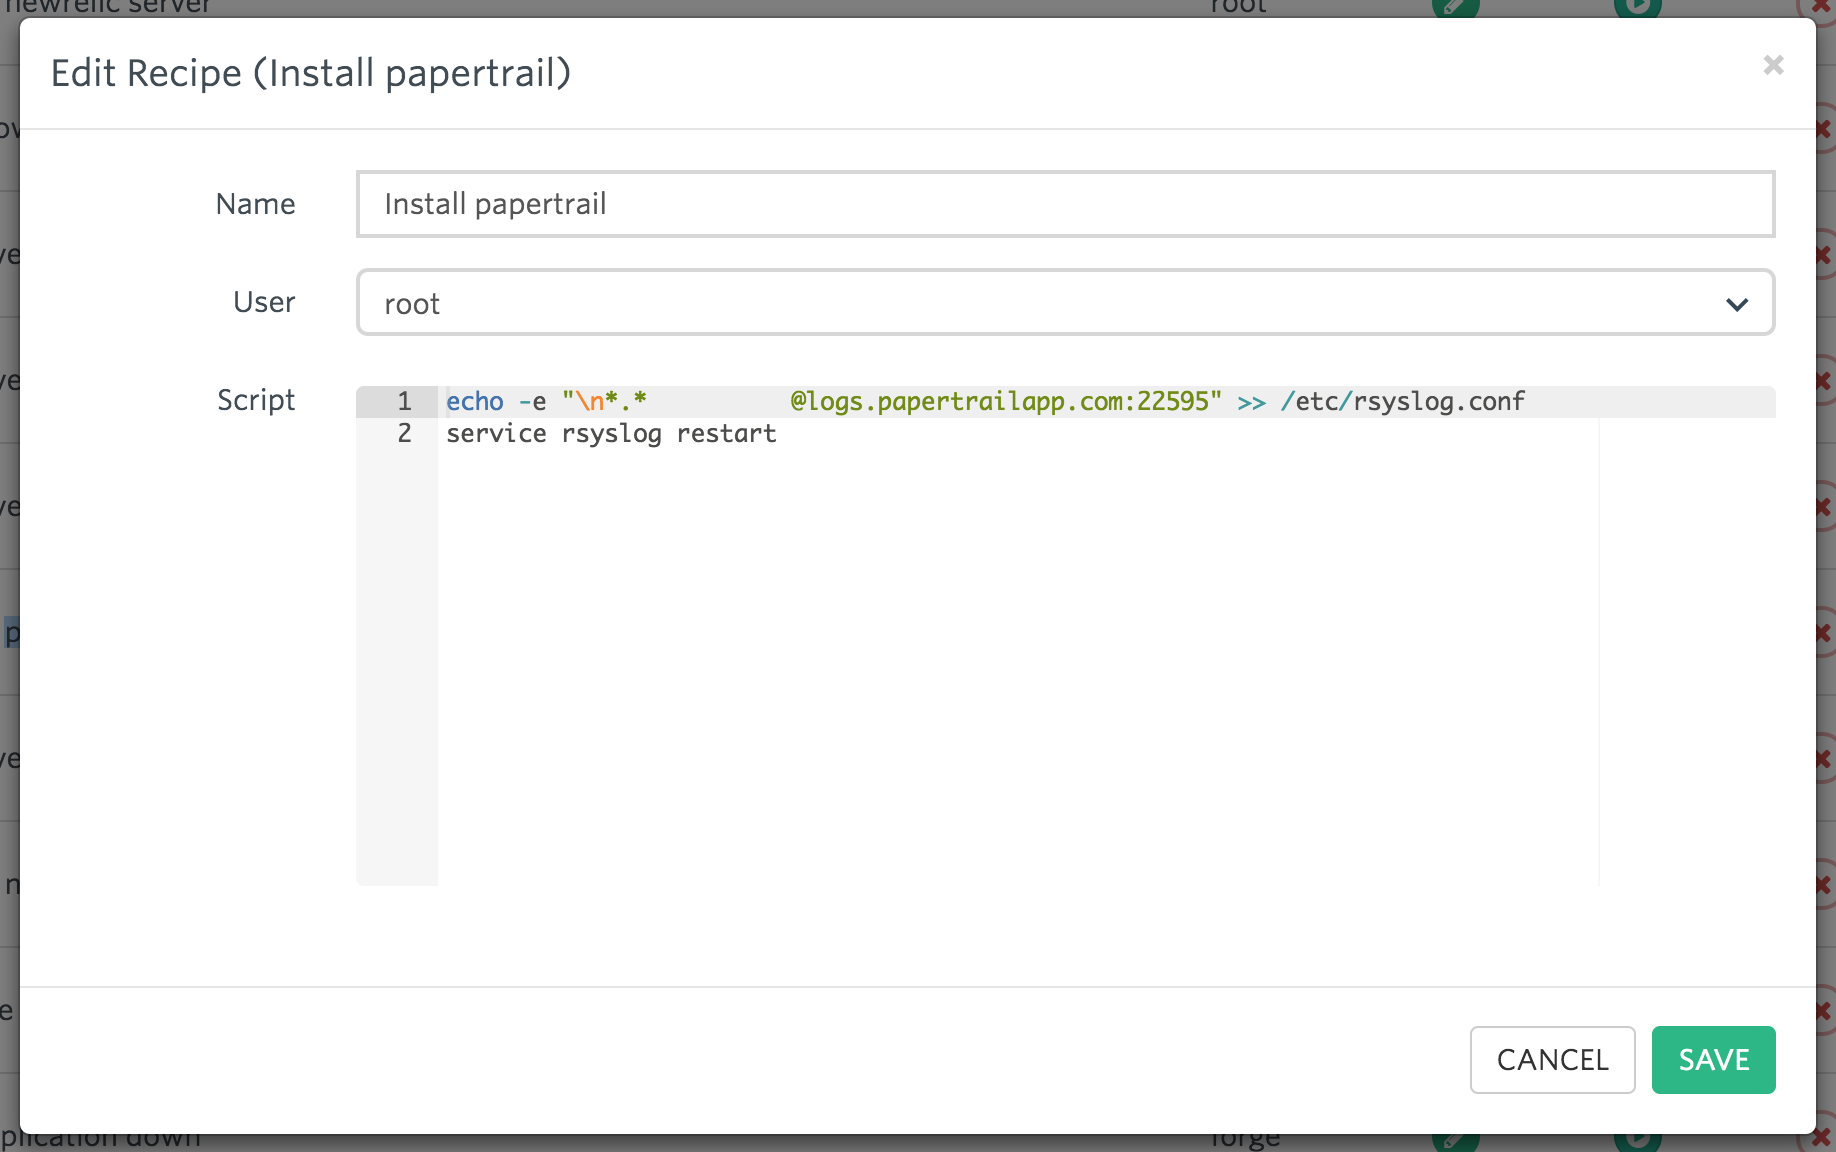 newrelic server root
Edit Recipe (Install papertrail)
Name Install papertrail
User root
Script
1 echo -e "\n*.*          @logs.papertrailapp.com:22595" >> /etc/rsyslog.conf
2 service rsyslog restart
CANCEL SAVE
plication down forge